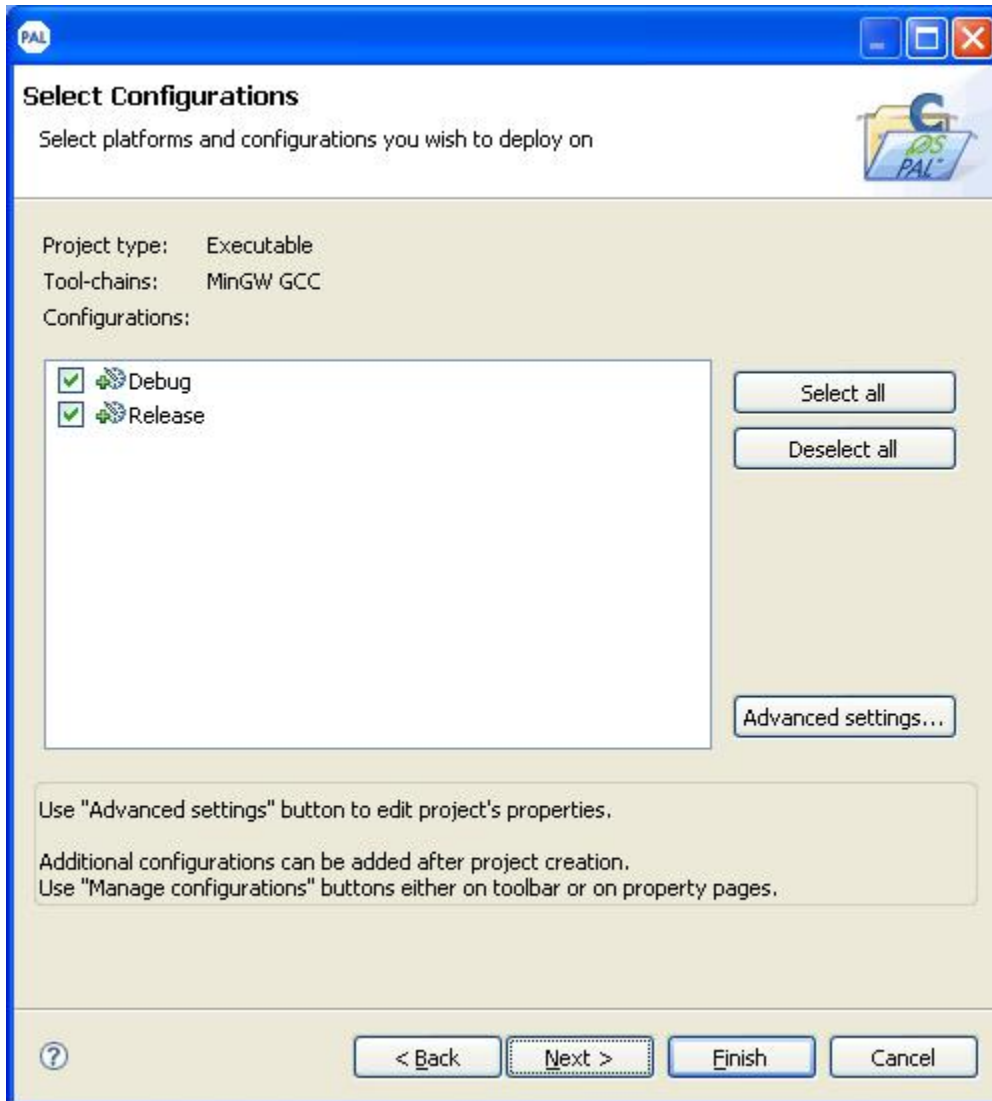 PAL
Select Configurations
Select platforms and configurations you wish to deploy on
C
OS
PAL™
Project type: Executable
Tool-chains: MinGW GCC
Configurations:
Debug
Release
Select all
Deselect all
Advanced settings...
Use "Advanced settings" button to edit project's properties.
Additional configurations can be added after project creation.
Use "Manage configurations" buttons either on toolbar or on property pages.
?
< Back
Next >
Finish
Cancel